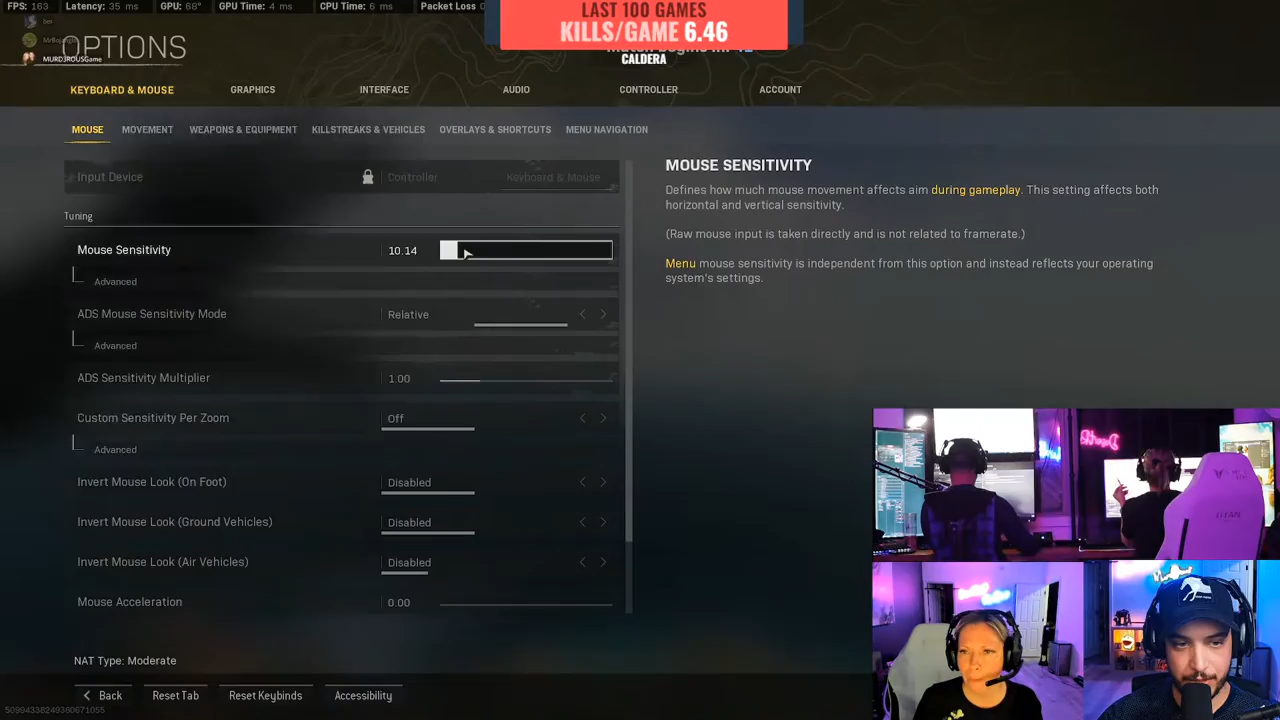 FPS: 163 Latency: 35 ms GPU: 60° GPU Time: 4 ms CPU Time: 6 ms Packet Loss
LAST 100 GAMES
KILLS/GAME 6.46
her
OPTIONS
MURD3ROUSGame
CALDERA
KEYBOARD & MOUSE GRAPHICS INTERFACE AUDIO CONTROLLER ACCOUNT
MOUSE MOVEMENT WEAPONS & EQUIPMENT KILLSTREAKS & VEHICLES OVERLAYS & SHORTCUTS MENU NAVIGATION
Input Device Controller Keyboard & Mouse
Tuning
Mouse Sensitivity 10.14
Advanced
ADS Mouse Sensitivity Mode Relative
Advanced
ADS Sensitivity Multiplier 1.00
Custom Sensitivity Per Zoom Off
Advanced
Invert Mouse Look (On Foot) Disabled
Invert Mouse Look (Ground Vehicles) Disabled
Invert Mouse Look (Air Vehicles) Disabled
Mouse Acceleration 0.00
MOUSE SENSITIVITY
Defines how much mouse movement affects aim during gameplay. This setting affects both
horizontal and vertical sensitivity.
(Raw mouse input is taken directly and is not related to framerate.)
Menu mouse sensitivity is independent from this option and instead reflects your operating
system's settings.
TITAN
NAT Type: Moderate
Back Reset Tab Reset Keybinds Accessibility